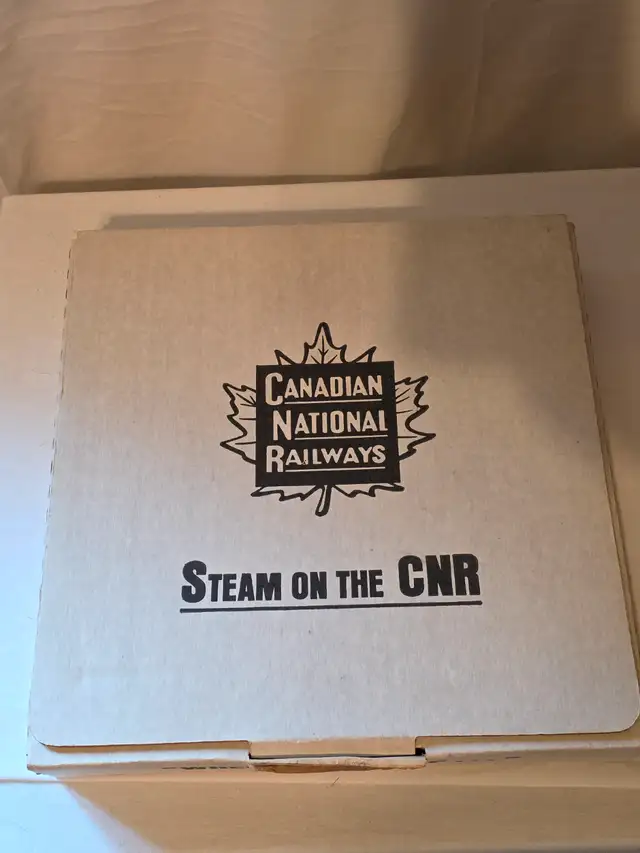 CANADIAN
NATIONAL
RAILWAYS
STEAM ON THE CNR